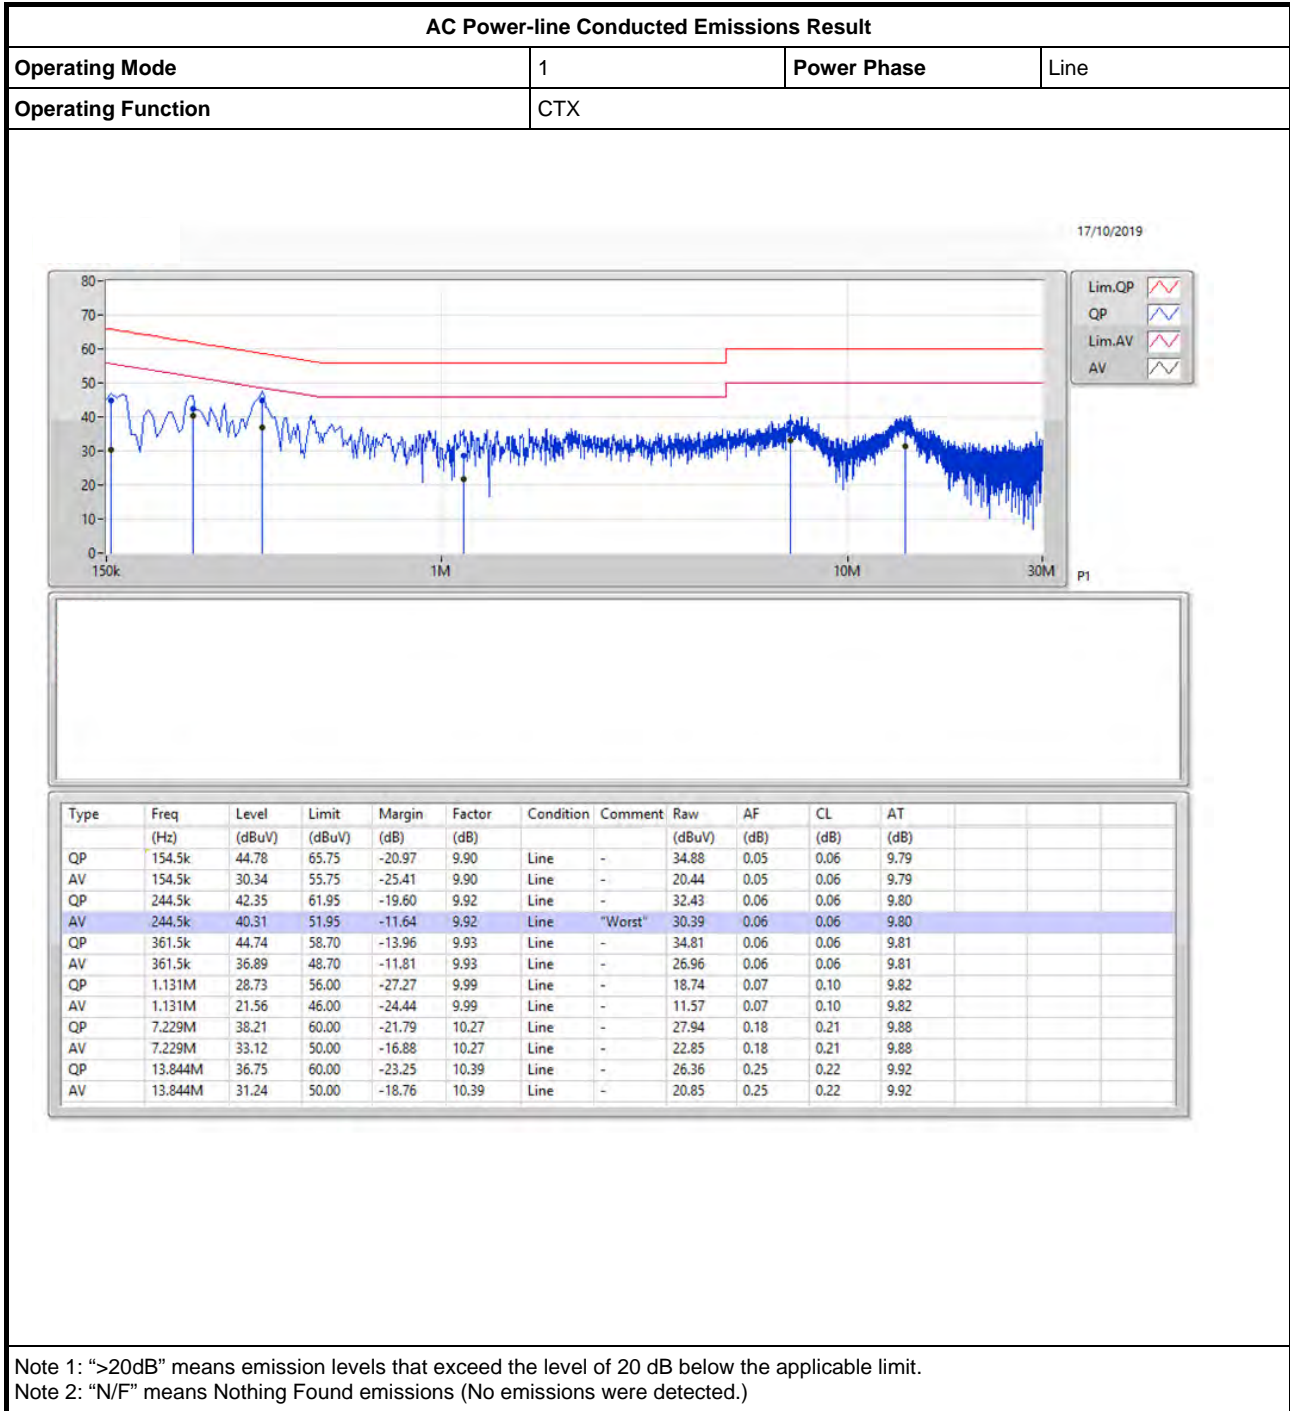 AC Power-line Conducted Emissions Result
Operating Mode 1 Power Phase Line
Operating Function CTX
17/10/2019
80
70
60
50
40
30
20
10
0
150k 1M 10M 30M
Lim.QP
QP
Lim.AV
AV
P1
Type Freq Level Limit Margin Factor Condition Comment Raw AF CL AT
(Hz) (dBuV) (dBuV) (dB) (dB) (dBuV) (dB) (dB) (dB)
QP 154.5k 44.78 65.75 -20.97 9.90 Line - 34.88 0.05 0.06 9.79
AV 154.5k 30.34 55.75 -25.41 9.90 Line - 20.44 0.05 0.06 9.79
QP 244.5k 42.35 61.95 -19.60 9.92 Line - 32.43 0.06 0.06 9.80
AV 244.5k 40.31 51.95 -11.64 9.92 Line "Worst" 30.39 0.06 0.06 9.80
QP 361.5k 44.74 58.70 -13.96 9.93 Line - 34.81 0.06 0.06 9.81
AV 361.5k 36.89 48.70 -11.81 9.93 Line - 26.96 0.06 0.06 9.81
QP 1.131M 28.73 56.00 -27.27 9.99 Line - 18.74 0.07 0.10 9.82
AV 1.131M 21.56 46.00 -24.44 9.99 Line - 11.57 0.07 0.10 9.82
QP 7.229M 38.21 60.00 -21.79 10.27 Line - 27.94 0.18 0.21 9.88
AV 7.229M 33.12 50.00 -16.88 10.27 Line - 22.85 0.18 0.21 9.88
QP 13.844M 36.75 60.00 -23.25 10.39 Line - 26.36 0.25 0.22 9.92
AV 13.844M 31.24 50.00 -18.76 10.39 Line - 20.85 0.25 0.22 9.92
Note 1: “>20dB” means emission levels that exceed the level of 20 dB below the applicable limit.
Note 2: “N/F” means Nothing Found emissions (No emissions were detected.)